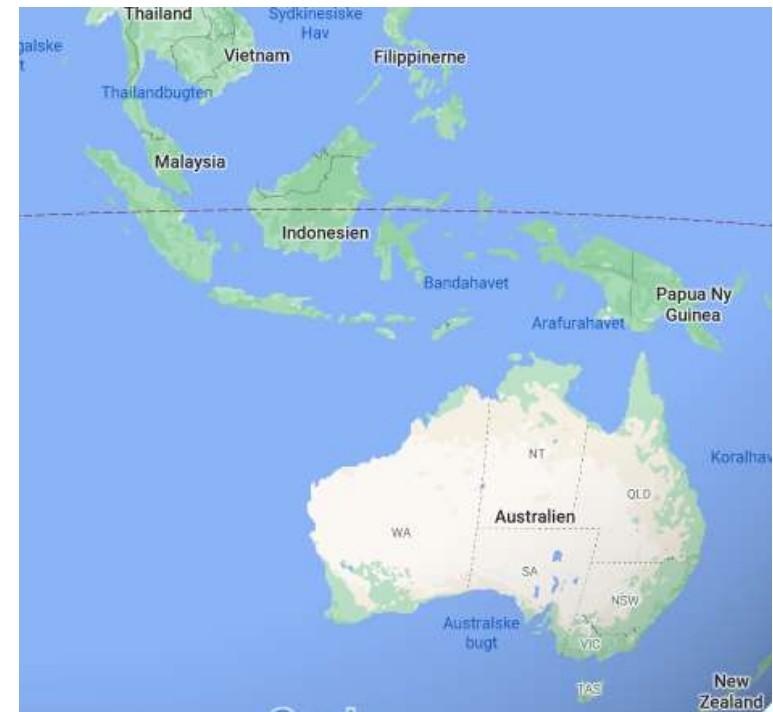 Thailand
Sydkinesiske
Hav
Vietnam
Filippinerne
Thailandbugten
Malaysia
Indonesien
Bandahavet
Papua Ny
Guinea
Arafurahavet
NT
Koralhav
QLD
Australien
WA
SA
NSW
Australske
bugt
VIC
TAS
New
Zealand